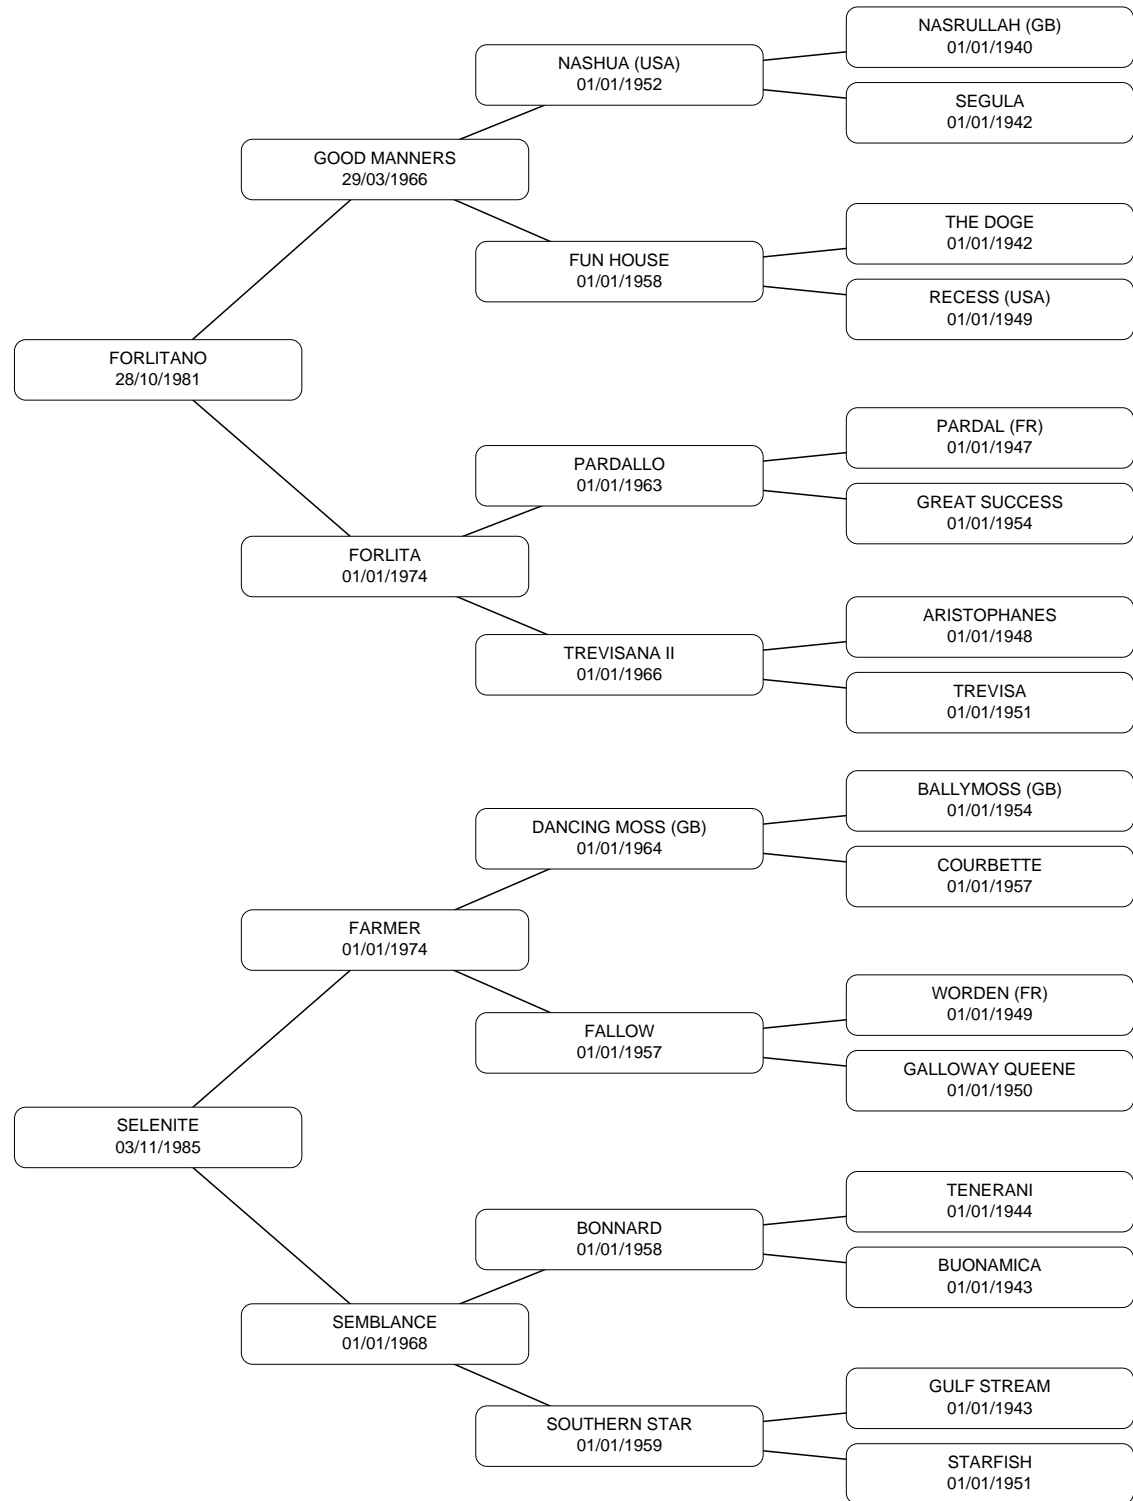 NASRULLAH (GB)
01/01/1940
NASHUA (USA)
01/01/1952
SEGULA
01/01/1942
GOOD MANNERS
29/03/1966
THE DOGE
01/01/1942
FUN HOUSE
01/01/1958
RECESS (USA)
01/01/1949
FORLITANO
28/10/1981
PARDAL (FR)
01/01/1947
PARDALLO
01/01/1963
GREAT SUCCESS
01/01/1954
FORLITA
01/01/1974
ARISTOPHANES
01/01/1948
TREVISANA II
01/01/1966
TREVISA
01/01/1951
BALLYMOSS (GB)
01/01/1954
DANCING MOSS (GB)
01/01/1964
COURBETTE
01/01/1957
FARMER
01/01/1974
WORDEN (FR)
01/01/1949
FALLOW
01/01/1957
GALLOWAY QUEENE
01/01/1950
SELENITE
03/11/1985
TENERANI
01/01/1944
BONNARD
01/01/1958
BUONAMICA
01/01/1943
SEMBLANCE
01/01/1968
GULF STREAM
01/01/1943
SOUTHERN STAR
01/01/1959
STARFISH
01/01/1951